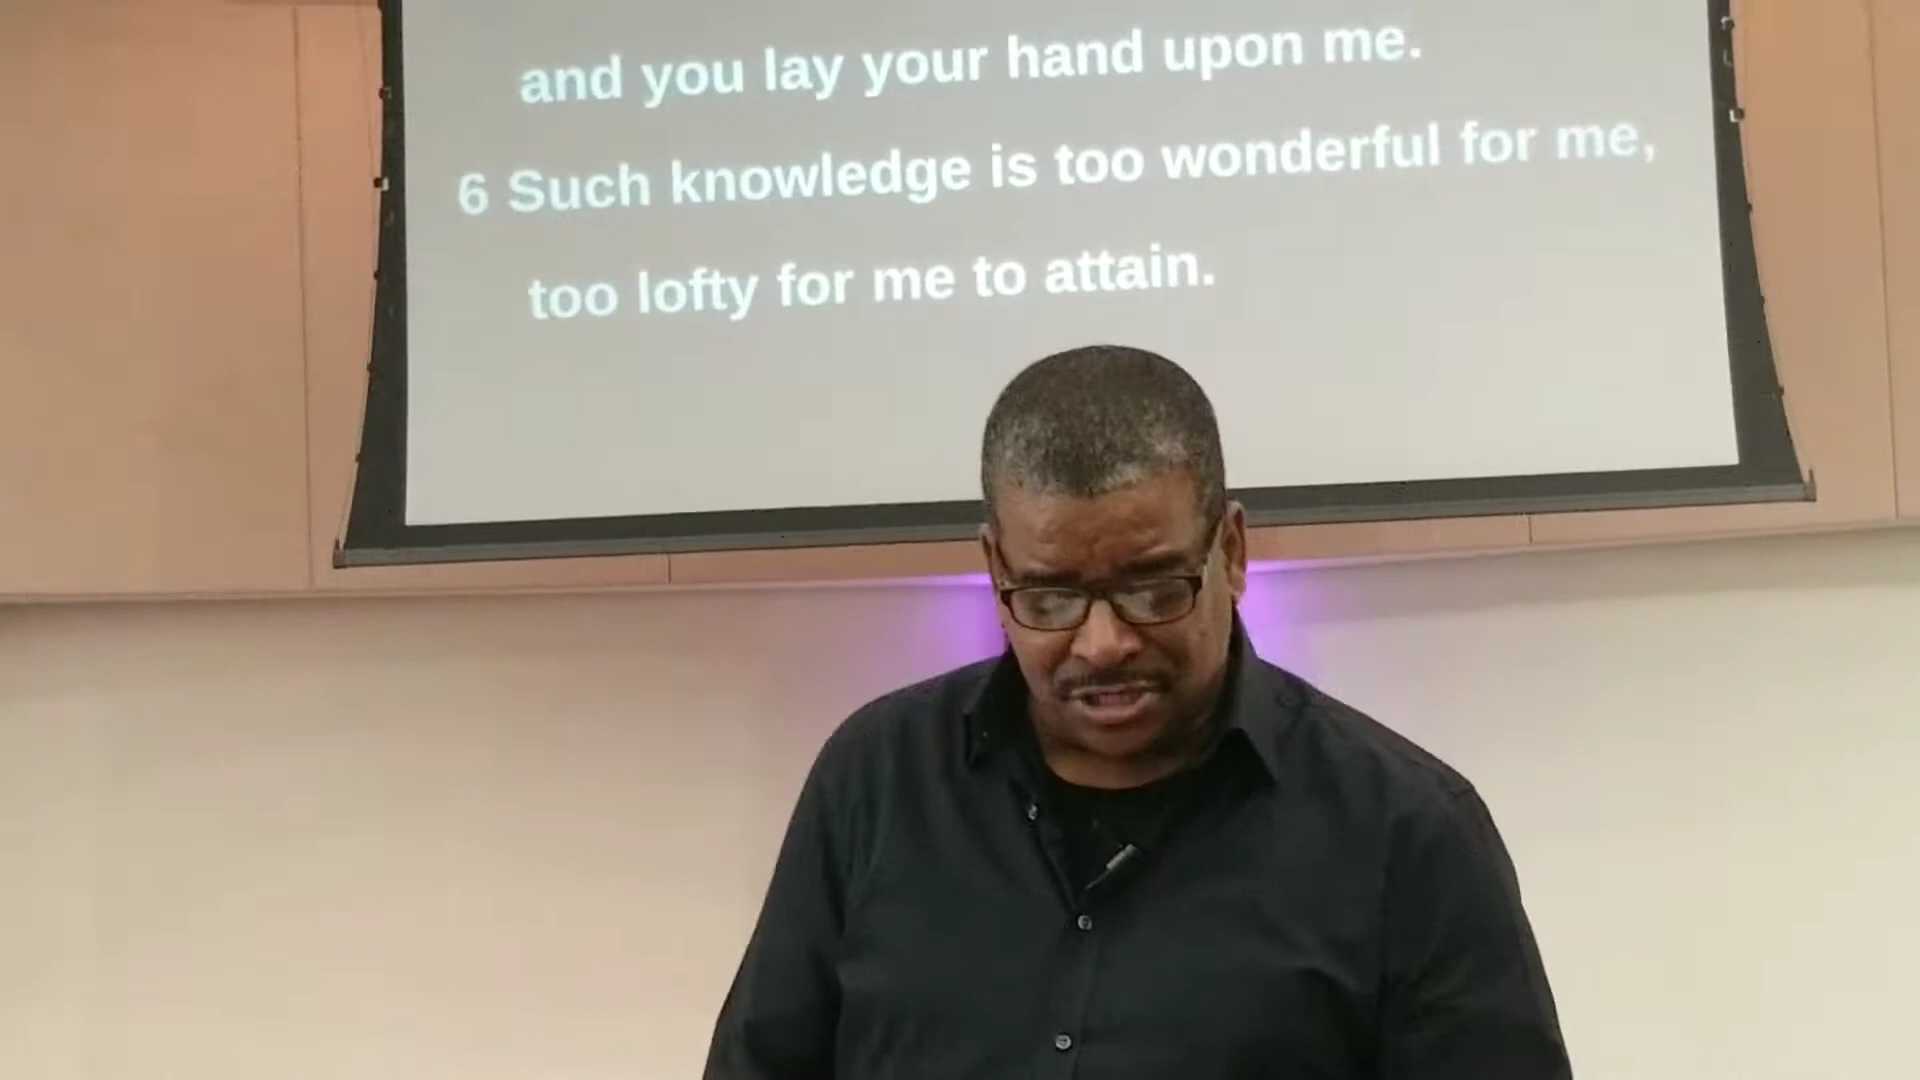 and you lay your hand upon me.
6 Such knowledge is too wonderful for me,
too lofty for me to attain.